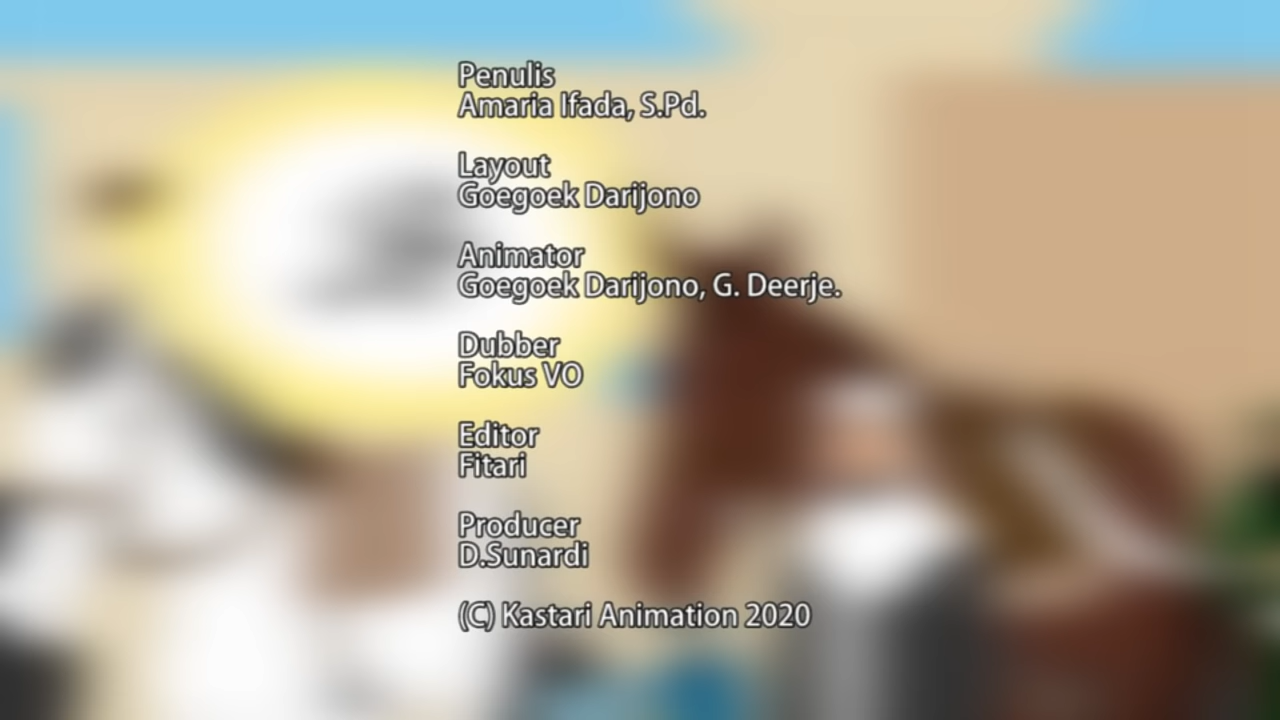 Penulis
Amaria Ifada, S.Pd.
Layout
Goegoek Darijono
Animator
Goegoek Darijono, G. Deerje.
Dubber
Fokus VO
Editor
Fitari
Producer
D.Sunardi
(C) Kastari Animation 2020